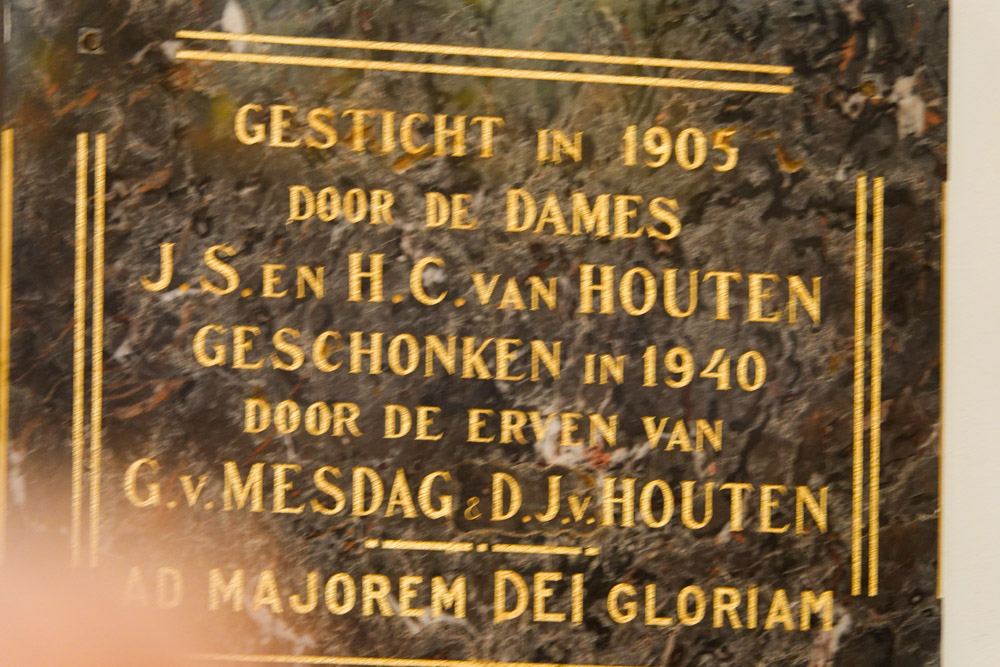 GESTICHT IN 1905
DOOR DE DAMES
J.S. EN H.C. VAN HOUTEN
GESCHONKEN IN 1940
DOOR DE ERVEN VAN
G.v. MESDAG & D.J.v. HOUTEN
AD MAJOREM DEI GLORIAM